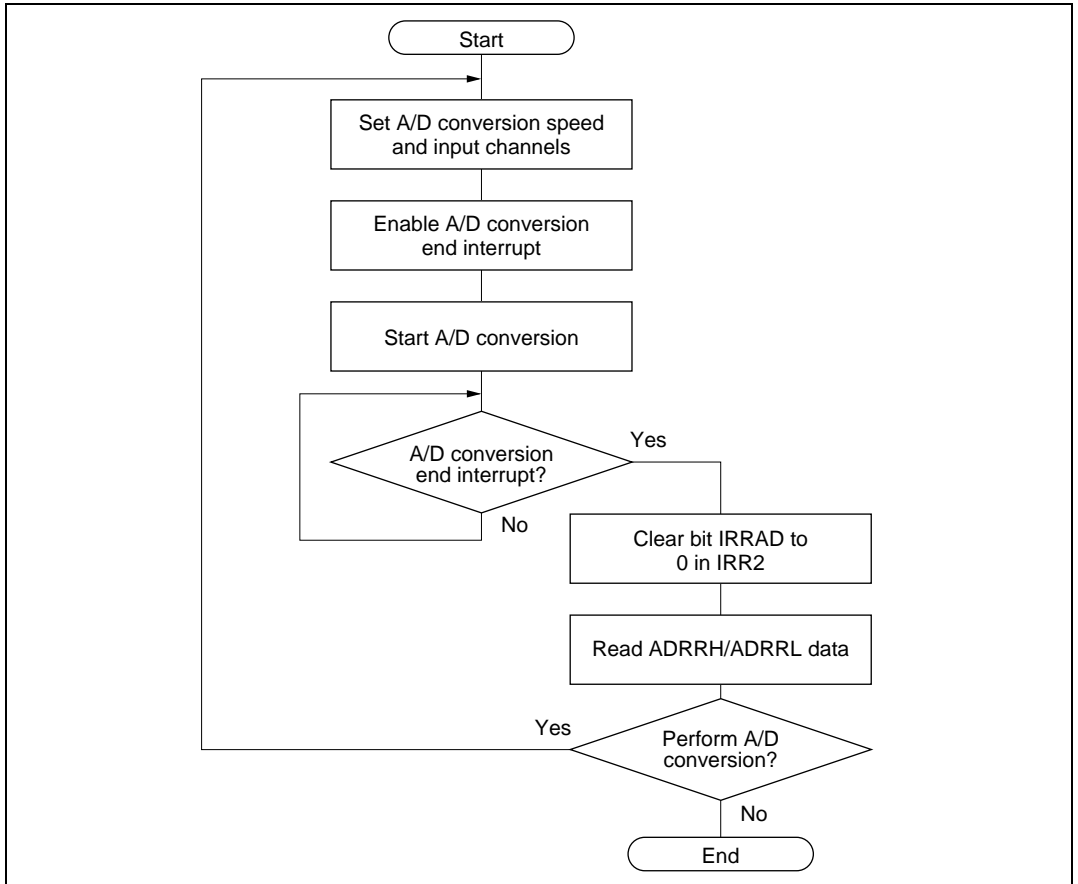 Start
Set A/D conversion speed
and input channels
Enable A/D conversion
end interrupt
Start A/D conversion
A/D conversion
end interrupt?
Yes
No
Clear bit IRRAD to
0 in IRR2
Read ADRRH/ADRRL data
Yes
Perform A/D
conversion?
No
End